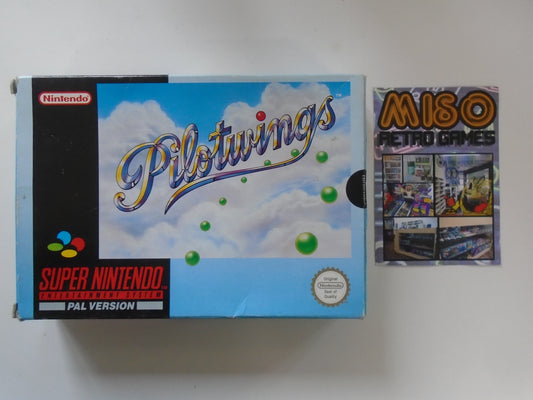 Nintendo
Pilotwings
TM
SUPER NINTENDO
ENTERTAINMENT SYSTEM
PAL VERSION
Original
Nintendo
Seal of
Quality
MISO
RETRO GAMES